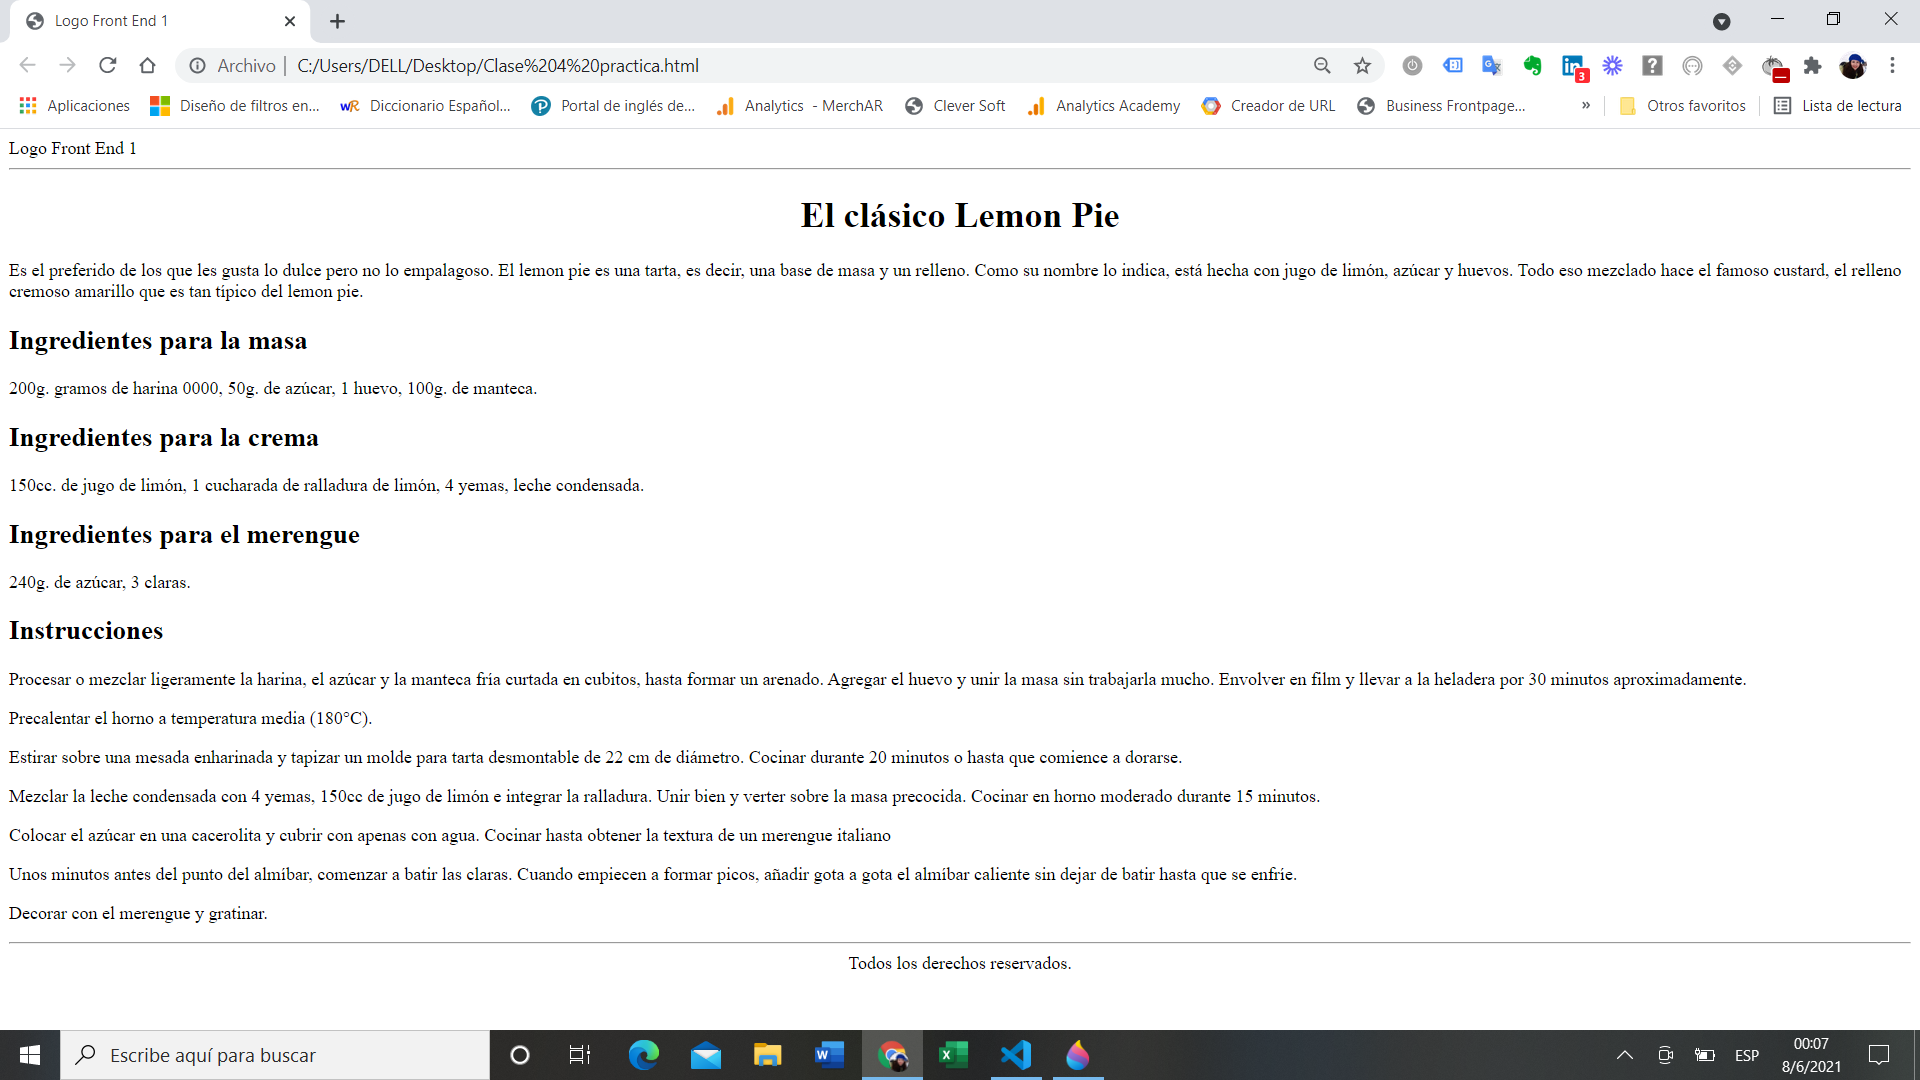 Logo Front End 1
Archivo | C:/Users/DELL/Desktop/Clase%204%20practica.html
3
Aplicaciones Diseño de filtros en... Diccionario Español... Portal de inglés de... Analytics - MerchAR Clever Soft Analytics Academy Creador de URL Business Frontpage... » Otros favoritos Lista de lectura
Logo Front End 1
El clásico Lemon Pie
Es el preferido de los que les gusta lo dulce pero no lo empalagoso. El lemon pie es una tarta, es decir, una base de masa y un relleno. Como su nombre lo indica, está hecha con jugo de limón, azúcar y huevos. Todo eso mezclado hace el famoso custard, el relleno
cremoso amarillo que es tan típico del lemon pie.
Ingredientes para la masa
200g. gramos de harina 0000, 50g. de azúcar, 1 huevo, 100g. de manteca.
Ingredientes para la crema
150cc. de jugo de limón, 1 cucharada de ralladura de limón, 4 yemas, leche condensada.
Ingredientes para el merengue
240g. de azúcar, 3 claras.
Instrucciones
Procesar o mezclar ligeramente la harina, el azúcar y la manteca fría curtada en cubitos, hasta formar un arenado. Agregar el huevo y unir la masa sin trabajarla mucho. Envolver en film y llevar a la heladera por 30 minutos aproximadamente.
Precalentar el horno a temperatura media (180°C).
Estirar sobre una mesada enharinada y tapizar un molde para tarta desmontable de 22 cm de diámetro. Cocinar durante 20 minutos o hasta que comience a dorarse.
Mezclar la leche condensada con 4 yemas, 150cc de jugo de limón e integrar la ralladura. Unir bien y verter sobre la masa precocida. Cocinar en horno moderado durante 15 minutos.
Colocar el azúcar en una cacerolita y cubrir con apenas con agua. Cocinar hasta obtener la textura de un merengue italiano
Unos minutos antes del punto del almíbar, comenzar a batir las claras. Cuando empiecen a formar picos, añadir gota a gota el almíbar caliente sin dejar de batir hasta que se enfríe.
Decorar con el merengue y gratinar.
Todos los derechos reservados.
Escribe aquí para buscar
ESP
00:07
8/6/2021